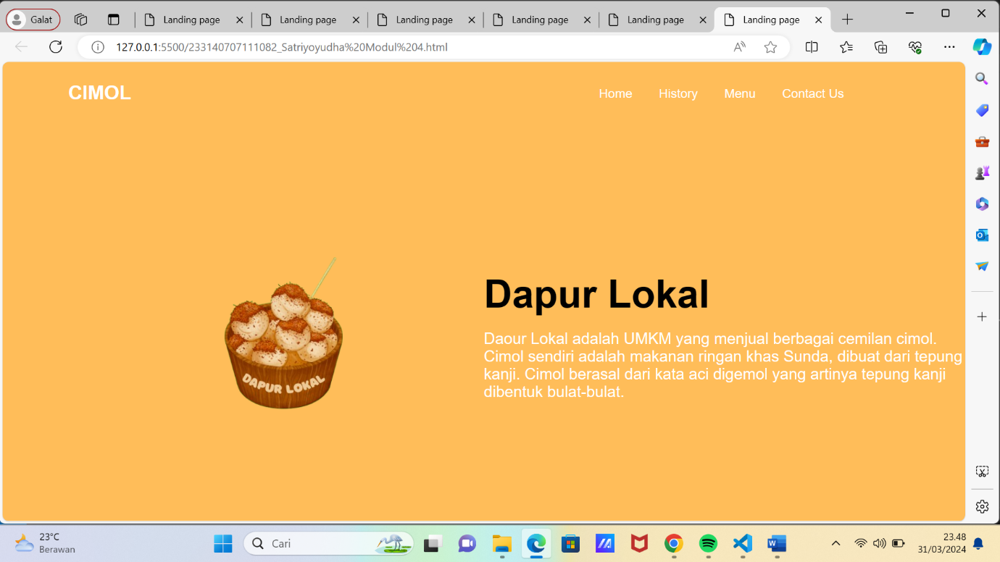 Galat
Landing page
Landing page
Landing page
Landing page
Landing page
Landing page
127.0.0.1:5500/233140707111082_Satriyoyudha%20Modul%204.html
CIMOL
Home
History
Menu
Contact Us
Dapur Lokal
Daour Lokal adalah UMKM yang menjual berbagai cemilan cimol.
Cimol sendiri adalah makanan ringan khas Sunda, dibuat dari tepung
kanji. Cimol berasal dari kata aci digemol yang artinya tepung kanji
dibentuk bulat-bulat.
DAPUR LOKAL
23°C
Berawan
Cari
23.48
31/03/2024